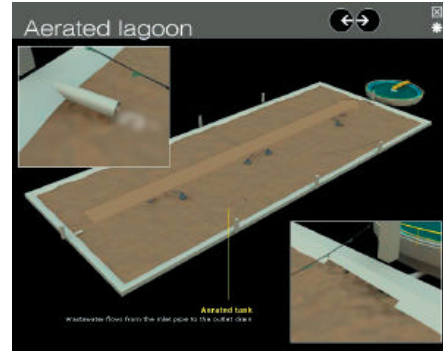 Aerated lagoon
Aerated tank
Wastewater flows from the inlet pipe to the outlet drain